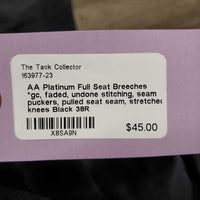 The Tack Collector
163977-23
AA Platinum Full Seat Breeches
*gc, faded, undone stitching, seam
puckers, pulled seat seam, stretched
knees Black 38R
X8SA9N
$45.00